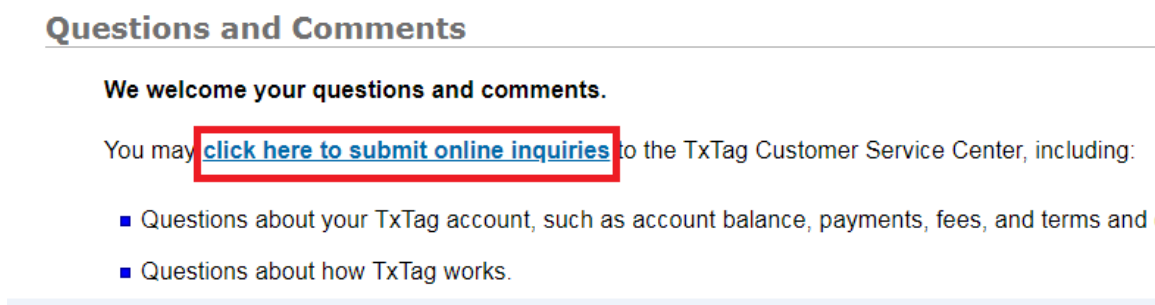 Questions and Comments
We welcome your questions and comments.
You may click here to submit online inquiries to the TxTag Customer Service Center, including:
Questions about your TxTag account, such as account balance, payments, fees, and terms and
Questions about how TxTag works.